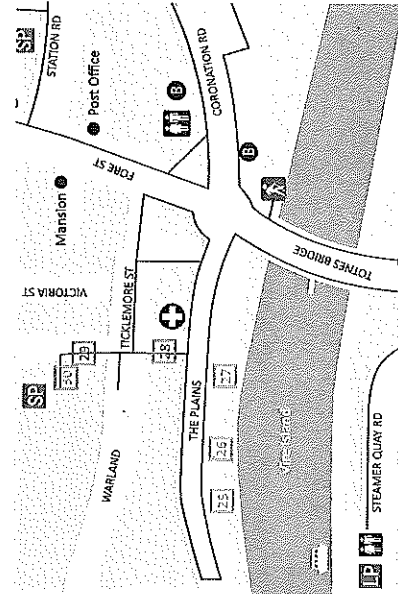 SP
SP
STATION RD
VICTORIA ST
Mansion
Post Office
30
29
WARLAND
TICKLEMORE ST
FORE ST
28
B
THE PLAINS
CORONATION RD
25
26
27
B
TOTNES BRIDGE
STEAMER QUAY RD